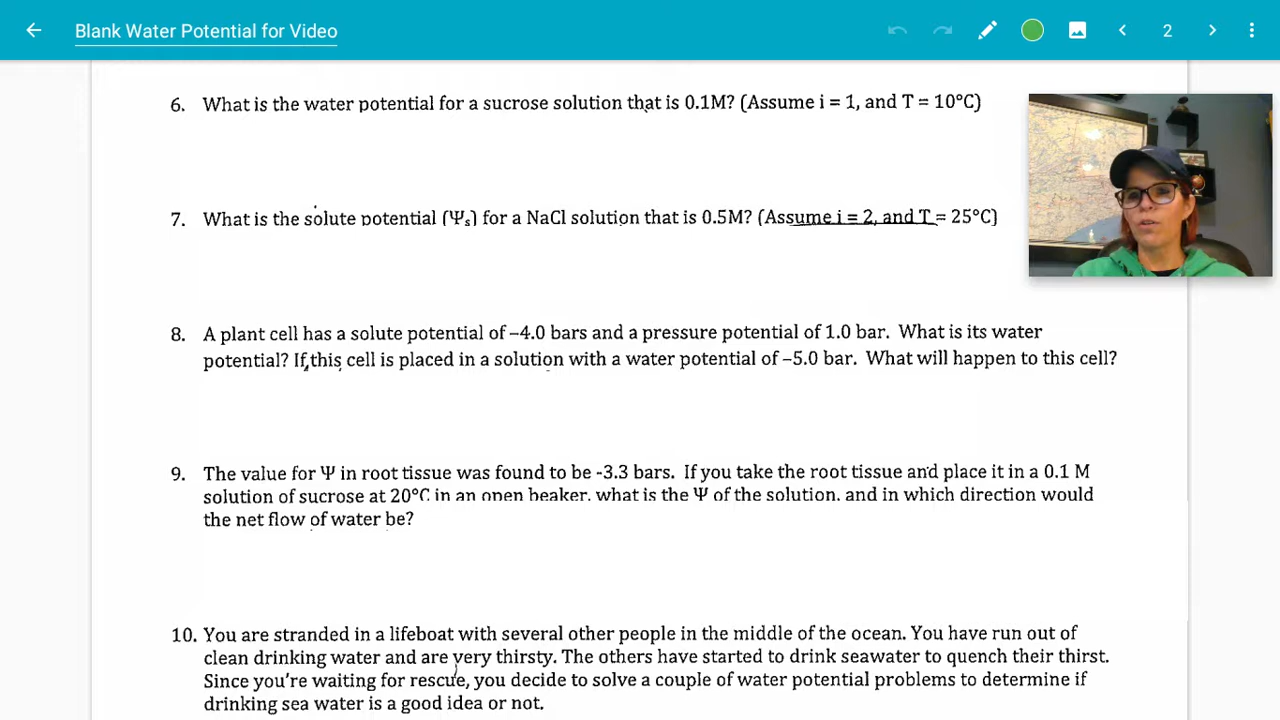 Blank Water Potential for Video
2
6. What is the water potential for a sucrose solution that is 0.1M? (Assume i = 1, and T = 10°C)
7. What is the solute potential (Ψs) for a NaCl solution that is 0.5M? (Assume i = 2, and T = 25°C)
8. A plant cell has a solute potential of –4.0 bars and a pressure potential of 1.0 bar. What is its water
potential? If this cell is placed in a solution with a water potential of –5.0 bar. What will happen to this cell?
9. The value for Ψ in root tissue was found to be -3.3 bars. If you take the root tissue and place it in a 0.1 M
solution of sucrose at 20°C in an open beaker, what is the Ψ of the solution, and in which direction would
the net flow of water be?
10. You are stranded in a lifeboat with several other people in the middle of the ocean. You have run out of
clean drinking water and are very thirsty. The others have started to drink seawater to quench their thirst.
Since you're waiting for rescue, you decide to solve a couple of water potential problems to determine if
drinking sea water is a good idea or not.